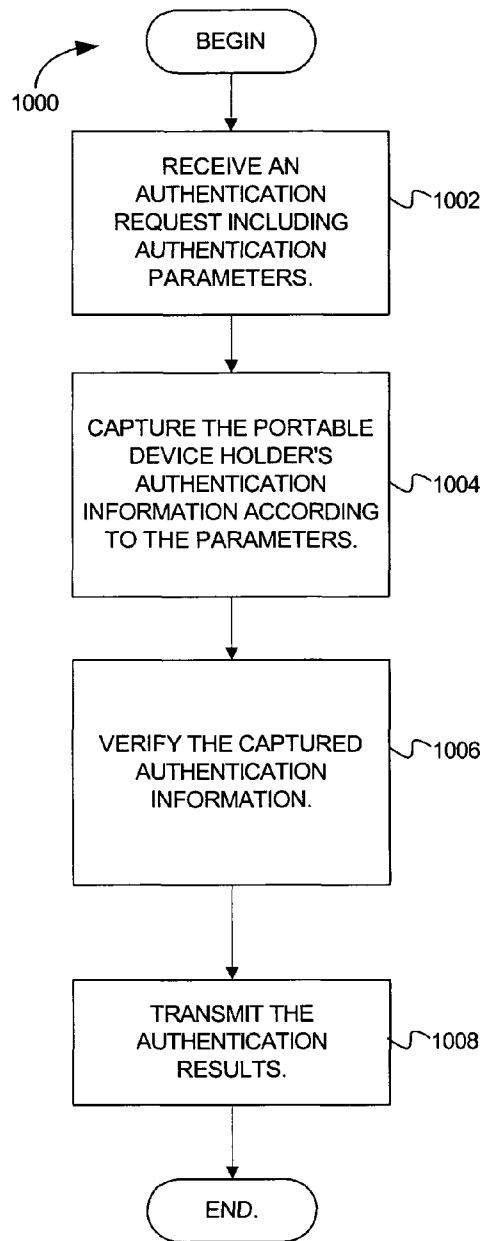 BEGIN
1000
RECEIVE AN
AUTHENTICATION
REQUEST INCLUDING
AUTHENTICATION
PARAMETERS.
1002
CAPTURE THE PORTABLE
DEVICE HOLDER'S
AUTHENTICATION
INFORMATION ACCORDING
TO THE PARAMETERS.
1004
VERIFY THE CAPTURED
AUTHENTICATION
INFORMATION.
1006
TRANSMIT THE
AUTHENTICATION
RESULTS.
1008
END.